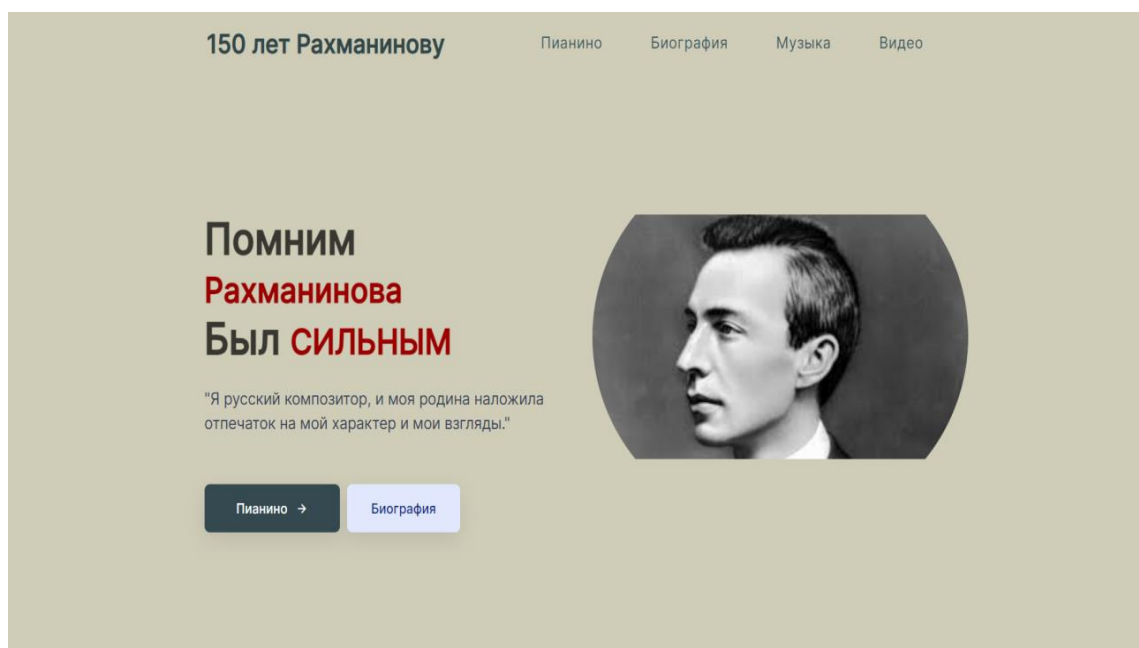 150 лет Рахманинову
Пианино Биография Музыка Видео
Помним
Рахманинова
Был сильным
"Я русский композитор, и моя родина наложила
отпечаток на мой характер и мои взгляды."
Пианино → Биография